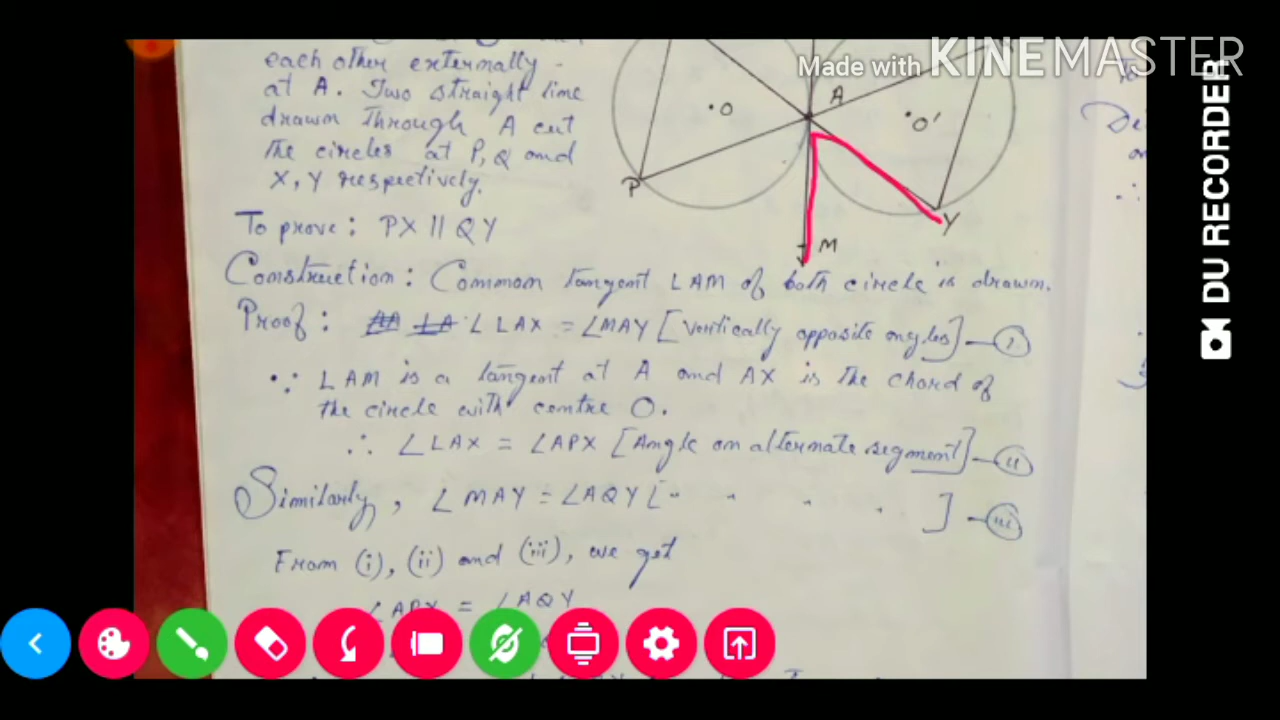 Made with KINEMASTER
DU RECORDER
each other externally
at A. Two straight line
drawn through A cut
the circles at P, Q and
X, Y respectively.
A
O
O'
P
Y
M
To prove: PX || QY
Construction: Common tangent LAM of both circle is drawn.
Proof: ∠LAX = ∠MAY [Vertically opposite angles] — (i)
∵ LAM is a tangent at A and AX is the chord of
the circle with centre O.
∴ ∠LAX = ∠APX [Angle on alternate segment] — (ii)
Similarly, ∠MAY = ∠AQY [" " " "] — (iii)
From (i), (ii) and (iii), we get
∠APX = ∠AQY